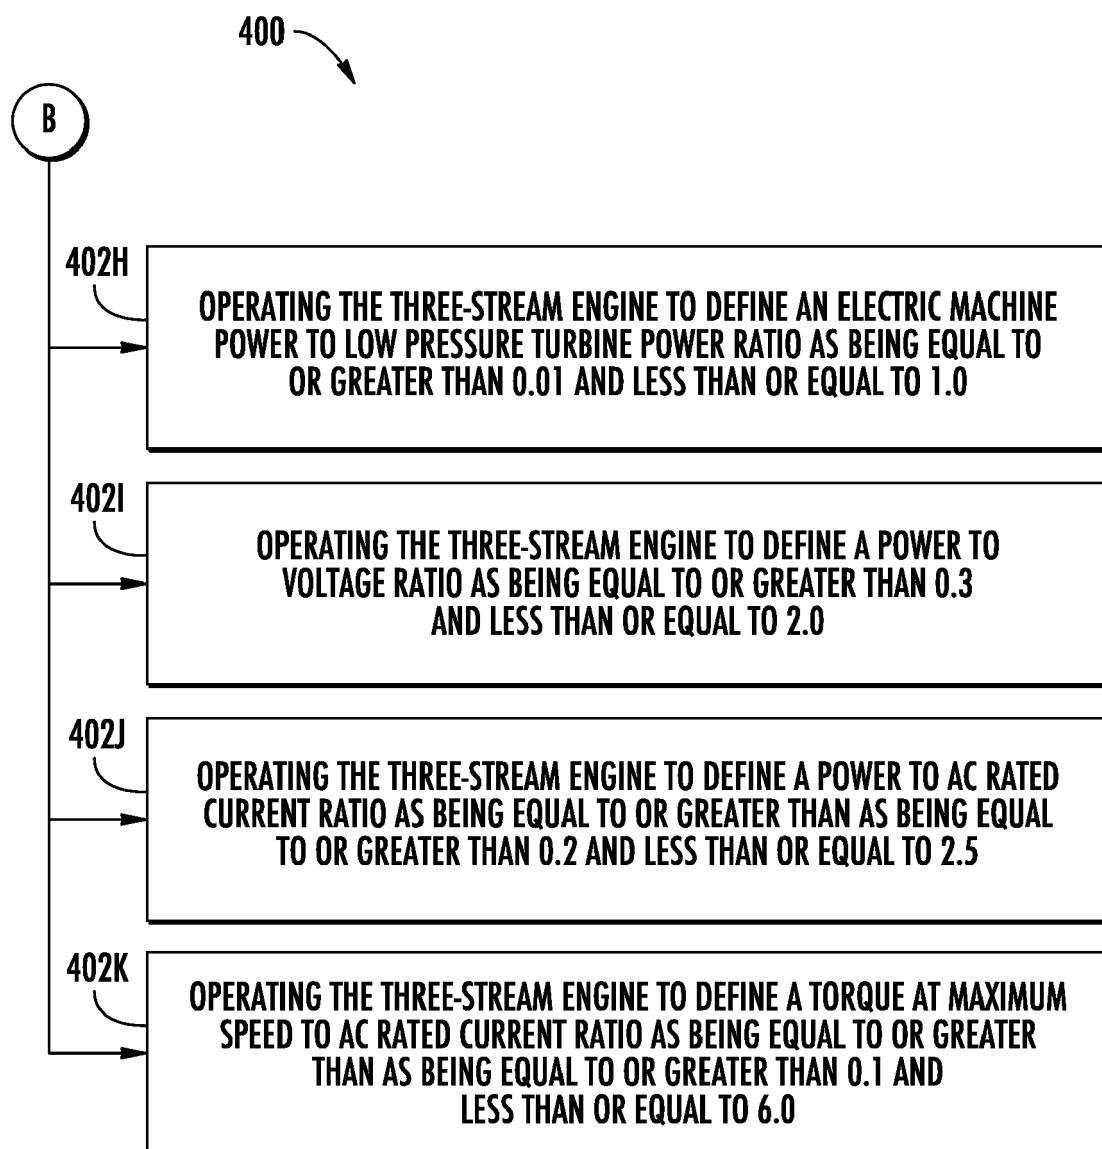 400
B
402H
OPERATING THE THREE-STREAM ENGINE TO DEFINE AN ELECTRIC MACHINE
POWER TO LOW PRESSURE TURBINE POWER RATIO AS BEING EQUAL TO
OR GREATER THAN 0.01 AND LESS THAN OR EQUAL TO 1.0
402I
OPERATING THE THREE-STREAM ENGINE TO DEFINE A POWER TO
VOLTAGE RATIO AS BEING EQUAL TO OR GREATER THAN 0.3
AND LESS THAN OR EQUAL TO 2.0
402J
OPERATING THE THREE-STREAM ENGINE TO DEFINE A POWER TO AC RATED
CURRENT RATIO AS BEING EQUAL TO OR GREATER THAN AS BEING EQUAL
TO OR GREATER THAN 0.2 AND LESS THAN OR EQUAL TO 2.5
402K
OPERATING THE THREE-STREAM ENGINE TO DEFINE A TORQUE AT MAXIMUM
SPEED TO AC RATED CURRENT RATIO AS BEING EQUAL TO OR GREATER
THAN AS BEING EQUAL TO OR GREATER THAN 0.1 AND
LESS THAN OR EQUAL TO 6.0